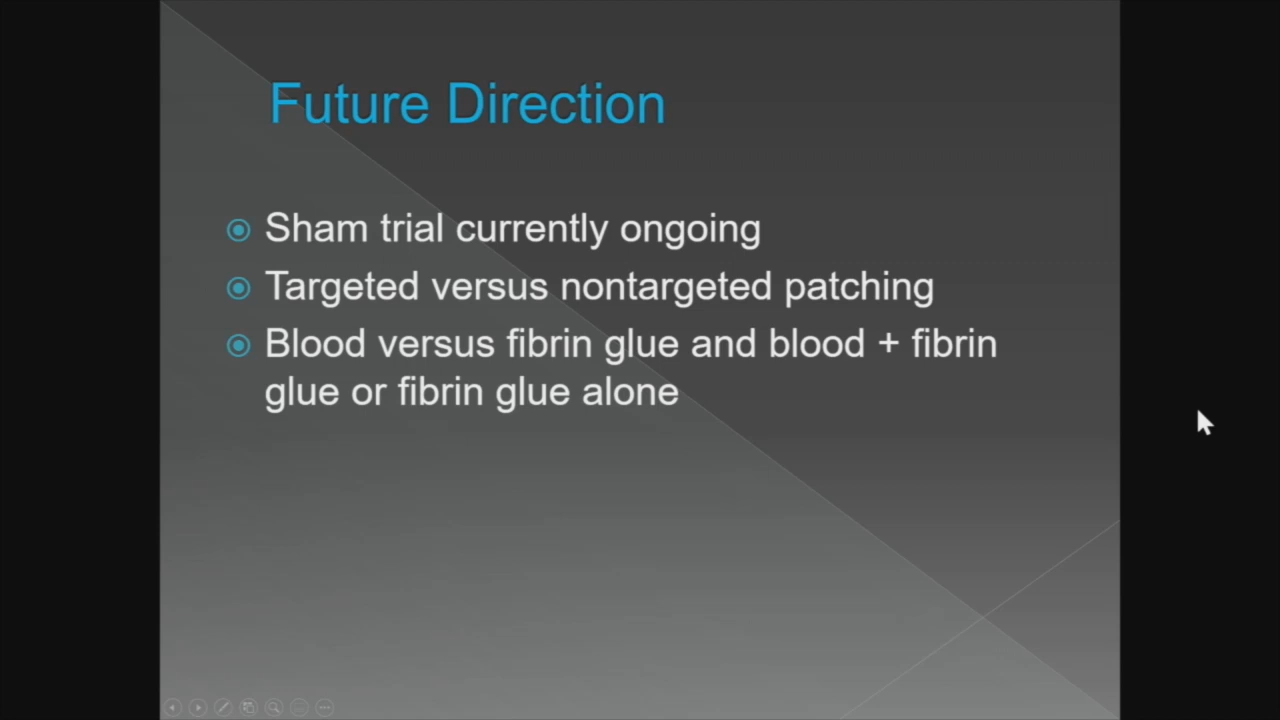 Future Direction
Sham trial currently ongoing
Targeted versus nontargeted patching
Blood versus fibrin glue and blood + fibrin
glue or fibrin glue alone